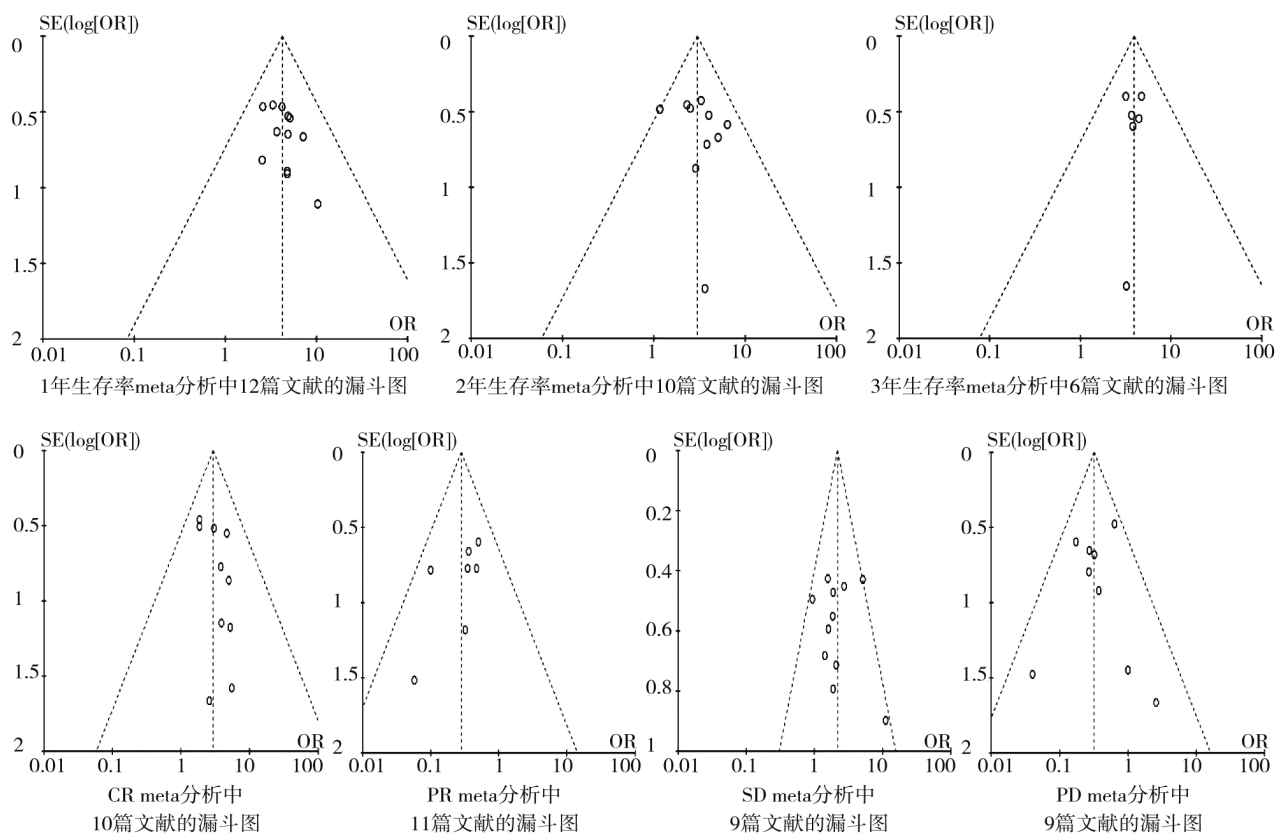 SE(log[OR])
0
0.5
1
1.5
2
OR
0.01 0.1 1 10 100
1年生存率meta分析中12篇文献的漏斗图
SE(log[OR])
0
0.5
1
1.5
2
OR
0.01 0.1 1 10 100
2年生存率meta分析中10篇文献的漏斗图
SE(log[OR])
0
0.5
1
1.5
2
OR
0.01 0.1 1 10 100
3年生存率meta分析中6篇文献的漏斗图
SE(log[OR])
0
0.5
1
1.5
2
OR
0.01 0.1 1 10 100
CR meta分析中
10篇文献的漏斗图
SE(log[OR])
0
0.5
1
1.5
2
OR
0.01 0.1 1 10 100
PR meta分析中
11篇文献的漏斗图
SE(log[OR])
0
0.2
0.4
0.6
0.8
1
OR
0.01 0.1 1 10 100
SD meta分析中
9篇文献的漏斗图
SE(log[OR])
0
0.5
1
1.5
2
OR
0.01 0.1 1 10 100
PD meta分析中
9篇文献的漏斗图